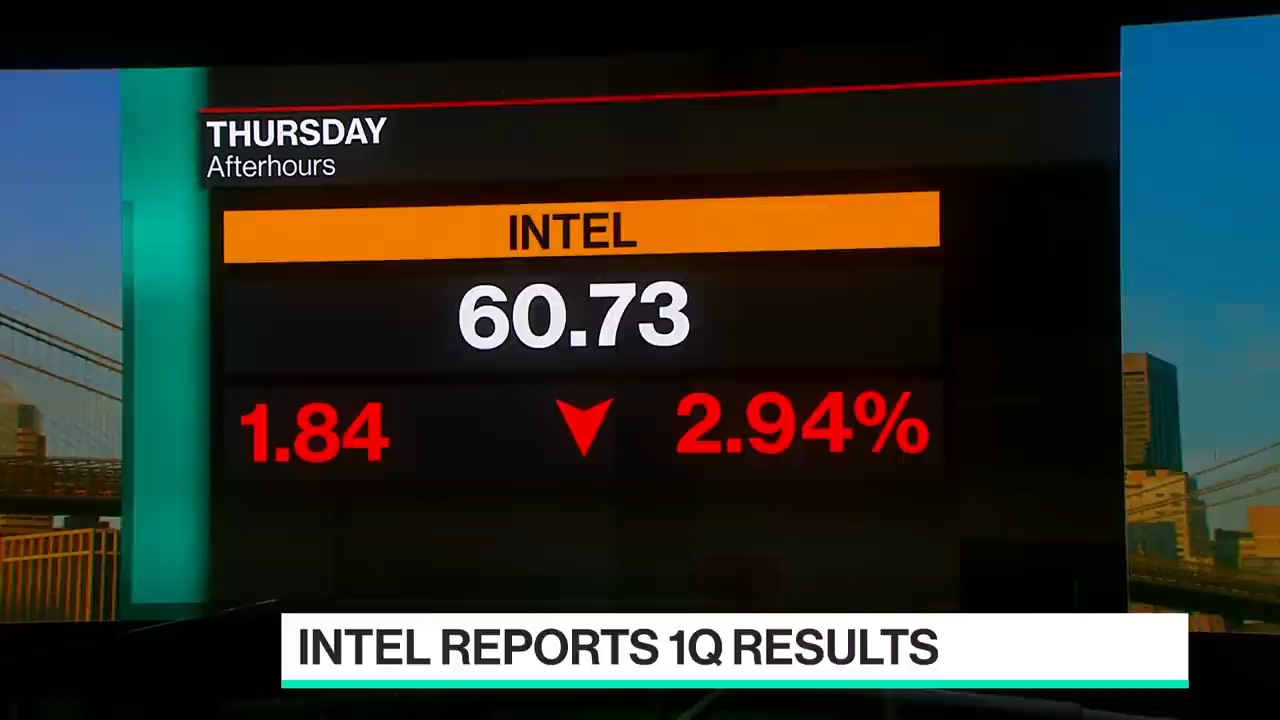 THURSDAY
Afterhours
INTEL
60.73
1.84 ▼ 2.94%
INTEL REPORTS 1Q RESULTS